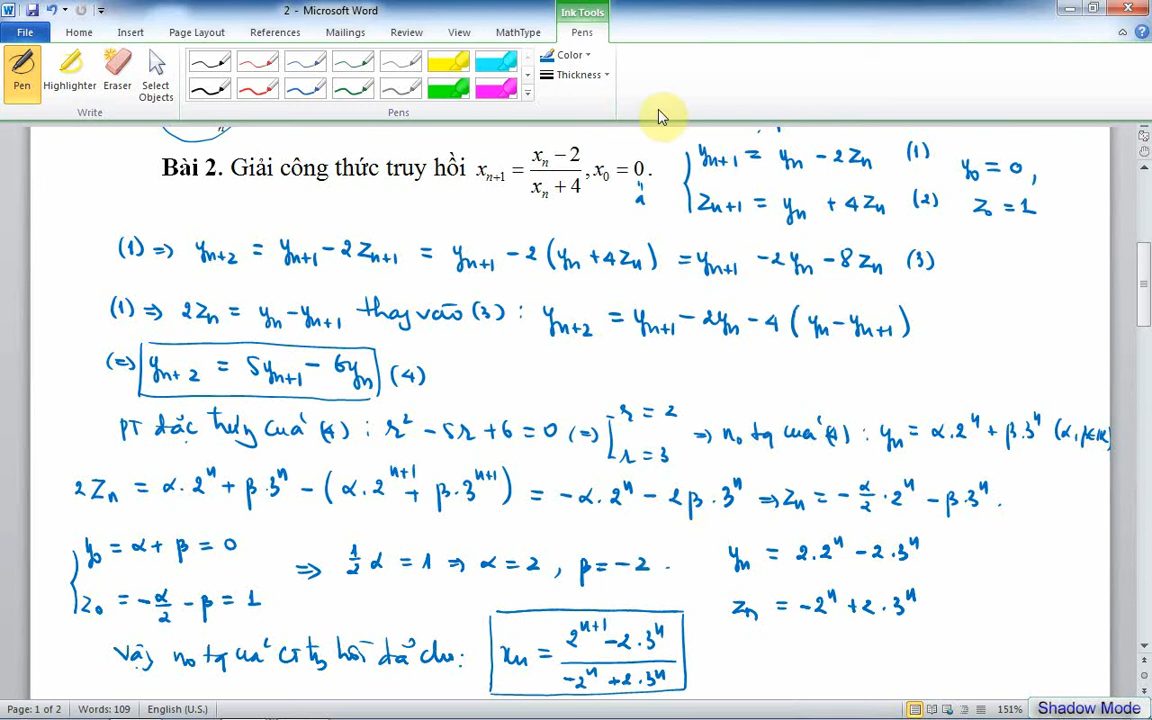 2 - Microsoft Word
Ink Tools
File Home Insert Page Layout References Mailings Review View MathType Pens
Pen Highlighter Eraser Select Objects
Color
Thickness
Write
Pens
n
Bài 2. Giải công thức truy hồi x_{n+1} = (x_n − 2)/(x_n + 4), x_0 = 0.
a
y_{n+1} = y_n − 2z_n (1)
z_{n+1} = y_n + 4z_n (2)
y_0 = 0,
z_0 = 1
(1) ⇒ y_{n+2} = y_{n+1} − 2z_{n+1} = y_{n+1} − 2(y_n + 4z_n) = y_{n+1} − 2y_n − 8z_n (3)
(1) ⇒ 2z_n = y_n − y_{n+1} thay vào (3) : y_{n+2} = y_{n+1} − 2y_n − 4(y_n − y_{n+1})
(⇔) y_{n+2} = 5y_{n+1} − 6y_n (4)
PT đặc trưng của (4) : r² − 5r + 6 = 0 (⇔) [ r = 2 r = 3 ⇒ no tq của (4) : y_n = α.2^n + β.3^n (α, β∈R)
2z_n = α.2^n + β.3^n − (α.2^{n+1} + β.3^{n+1}) = −α.2^n − 2β.3^n ⇒ z_n = −α/2.2^n − β.3^n.
{ y_0 = α + β = 0
z_0 = −α/2 − β = 1
⇒ 1/2 α = 1 ⇒ α = 2, β = −2.
y_n = 2.2^n − 2.3^n
z_n = −2^n + 2.3^n
Vậy no tq của CT truy hồi đã cho: x_n = (2^{n+1} − 2.3^n)/(−2^n + 2.3^n)
Page: 1 of 2 Words: 109 English (U.S.) 151% Shadow Mode